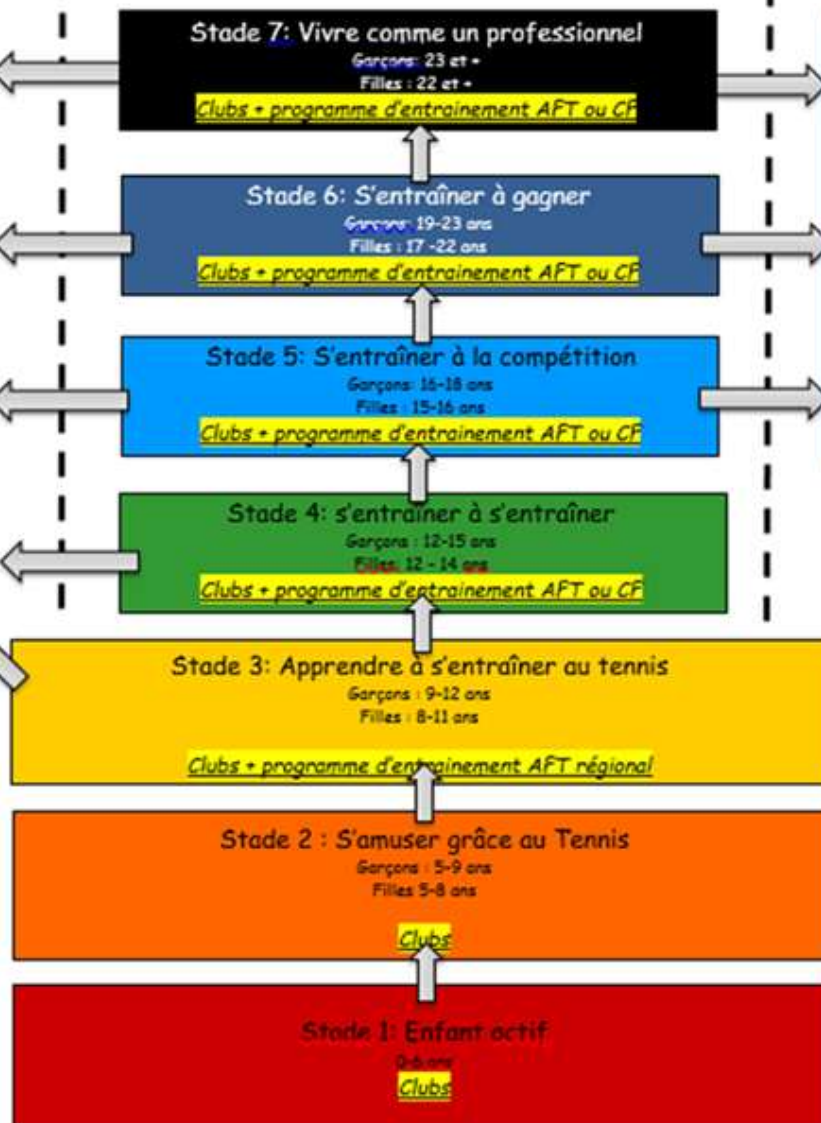 Stade 7: Vivre comme un professionnel
Garçons: 23 et +
Filles : 22 et +
Clubs + programme d'entrainement AFT ou CF
Stade 6: S'entraîner à gagner
Garçons: 19-23 ans
Filles : 17 -22 ans
Clubs + programme d'entrainement AFT ou CF
Stade 5: S'entraîner à la compétition
Garçons: 16-18 ans
Filles : 15-16 ans
Clubs + programme d'entrainement AFT ou CF
Stade 4: s'entraîner à s'entraîner
Garçons : 12-15 ans
Filles: 12 - 14 ans
Clubs + programme d'entrainement AFT ou CF
Stade 3: Apprendre à s'entraîner au tennis
Garçons : 9-12 ans
Filles : 8-11 ans
Clubs + programme d'entrainement AFT régional
Stade 2 : S'amuser grâce au Tennis
Garçons : 5-9 ans
Filles 5-8 ans
Clubs
Stade 1: Enfant actif
0-6 ans
Clubs